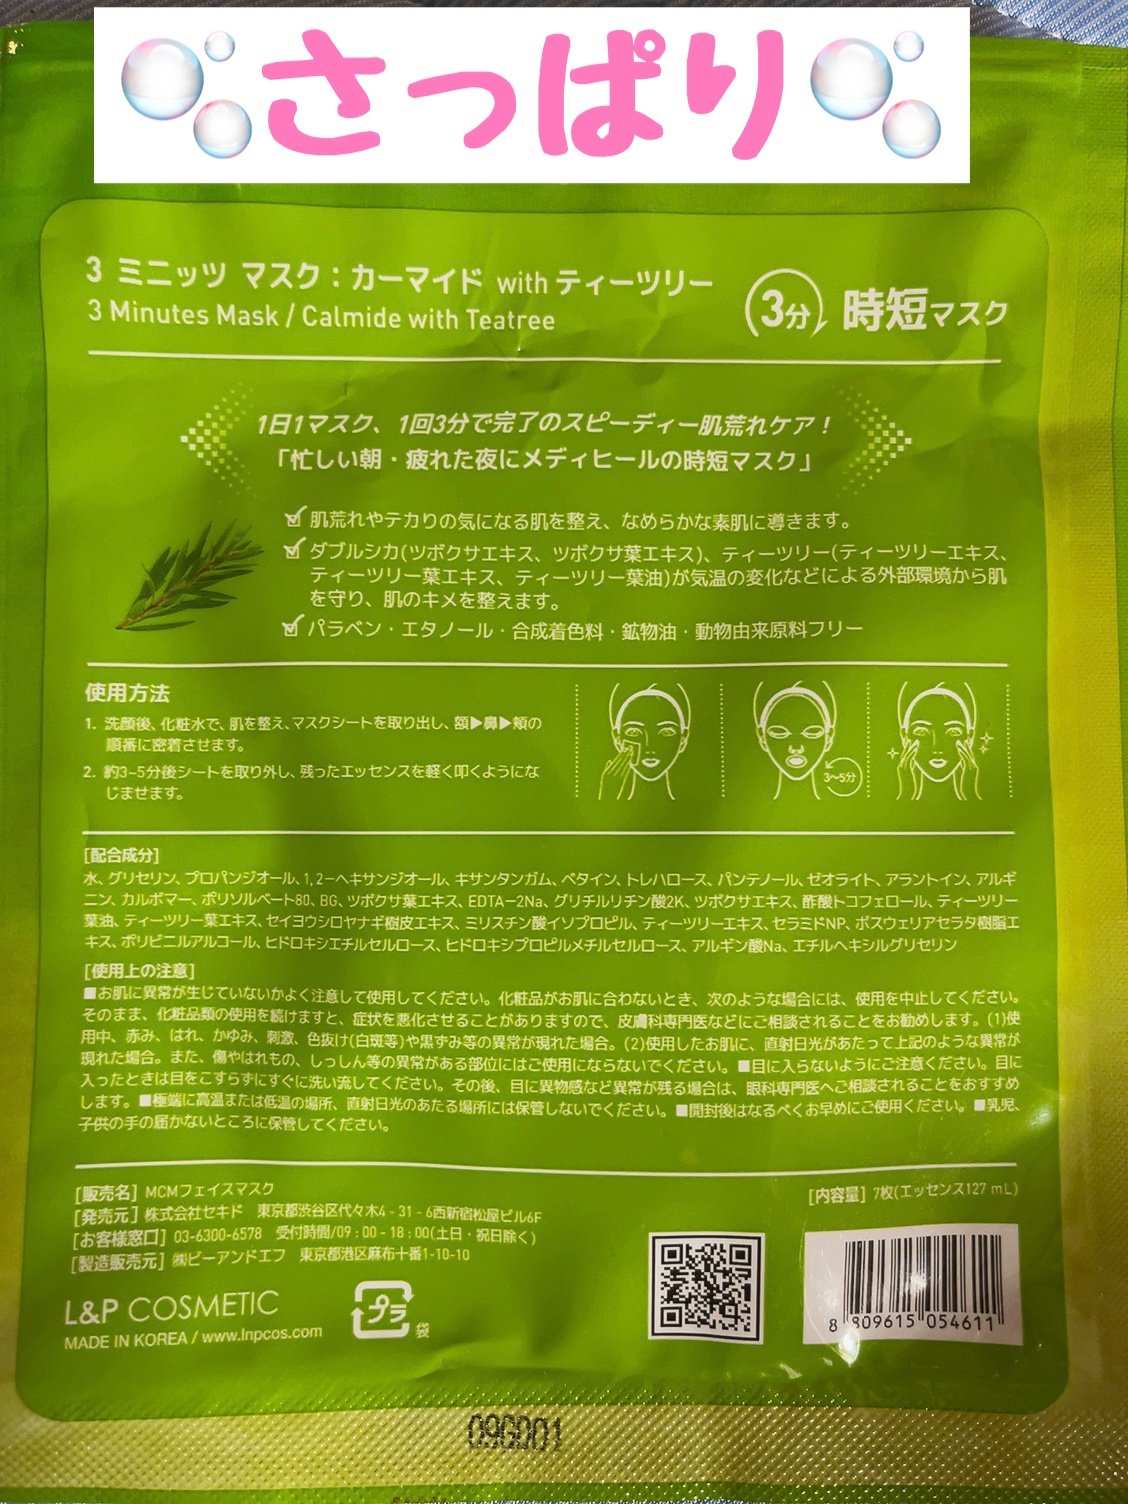 さっぱり
3 ミニッツ マスク：カーマイド with ティーツリー
3 Minutes Mask / Calmide with Teatree
3分 時短マスク
1日1マスク、1回3分で完了のスピーディー肌荒れケア！
「忙しい朝・疲れた夜にメディヒールの時短マスク」
肌荒れやテカりの気になる肌を整え、なめらかな素肌に導きます。
ダブルシカ(ツボクサエキス、ツボクサ葉エキス)、ティーツリー(ティーツリーエキス、
ティーツリー葉エキス、ティーツリー葉油)が気温の変化などによる外部環境から肌
を守り、肌のキメを整えます。
パラベン・エタノール・合成着色料・鉱物油・動物由来原料フリー
使用方法
1. 洗顔後、化粧水で、肌を整え、マスクシートを取り出し、額▶鼻▶頬の
順番に密着させます。
2. 約3~5分後シートを取り外し、残ったエッセンスを軽く叩くようにな
じませます。
3~5分
[配合成分]
水、グリセリン、プロパンジオール、1,2-ヘキサンジオール、キサンタンガム、ベタイン、トレハロース、パンテノール、ゼオライト、アラントイン、アルギ
ニン、カルボマー、ポリソルベート80、BG、ツボクサ葉エキス、EDTA-2Na、グリチルリチン酸2K、ツボクサエキス、酢酸トコフェロール、ティーツリー
葉油、ティーツリー葉エキス、セイヨウシロヤナギ樹皮エキス、ミリスチン酸イソプロピル、ティーツリーエキス、セラミドNP、ボスウェリアセラタ樹脂エ
キス、ポリビニルアルコール、ヒドロキシエチルセルロース、ヒドロキシプロピルメチルセルロース、アルギン酸Na、エチルヘキシルグリセリン
[使用上の注意]
■お肌に異常が生じていないかよく注意して使用してください。化粧品がお肌に合わないとき、次のような場合には、使用を中止してください。
そのまま、化粧品類の使用を続けますと、症状を悪化させることがありますので、皮膚科専門医などにご相談されることをお勧めします。(1)使
用中、赤み、はれ、かゆみ、刺激、色抜け(白斑等)や黒ずみ等の異常が現れた場合。(2)使用したお肌に、直射日光があたって上記のような異常が
現れた場合。また、傷やはれもの、しっしん等の異常がある部位にはご使用にならないでください。■目に入らないようにご注意ください。目に
入ったときは目をこすらずにすぐに洗い流してください。その後、目に異物感など異常が残る場合は、眼科専門医へご相談されることをおすすめ
します。■極端に高温または低温の場所、直射日光のあたる場所には保管しないでください。■開封後はなるべくお早めにご使用ください。■乳児、
子供の手の届かないところに保管してください。
[販売名] MCMフェイスマスク
[内容量] 7枚(エッセンス127 mL)
[発売元] 株式会社セキド 東京都渋谷区代々木4-31-6西新宿松屋ビル6F
[お客様窓口] 03-6300-6578 受付時間/09：00-18：00(土日・祝日除く)
[製造販売元] ㈱ビーアンドエフ 東京都港区麻布十番1-10-10
L&P COSMETIC
MADE IN KOREA / www.lnpcos.com
プラ
袋
8 809615 054611
09G001